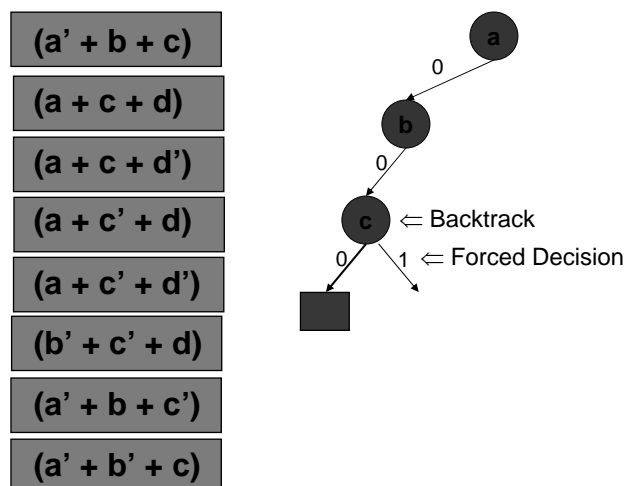 (a’ + b + c)
(a + c + d)
(a + c + d’)
(a + c’ + d)
(a + c’ + d’)
(b’ + c’ + d)
(a’ + b + c’)
(a’ + b’ + c)
a
0
b
0
c
⇐ Backtrack
0
1
⇐ Forced Decision